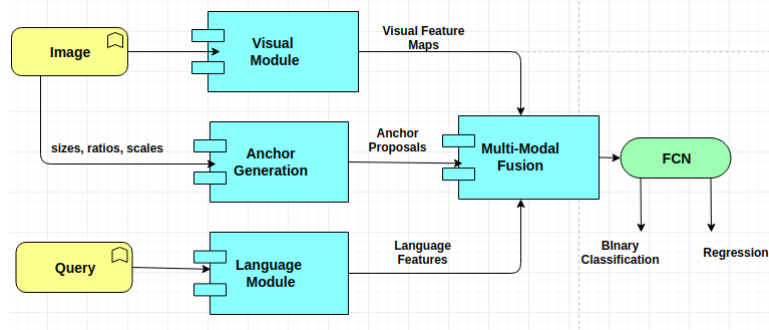 Image
Visual
Module
Visual Feature
Maps
sizes, ratios, scales
Anchor
Generation
Anchor
Proposals
Multi-Modal
Fusion
FCN
Query
Language
Module
Language
Features
BInary
Classification
Regression